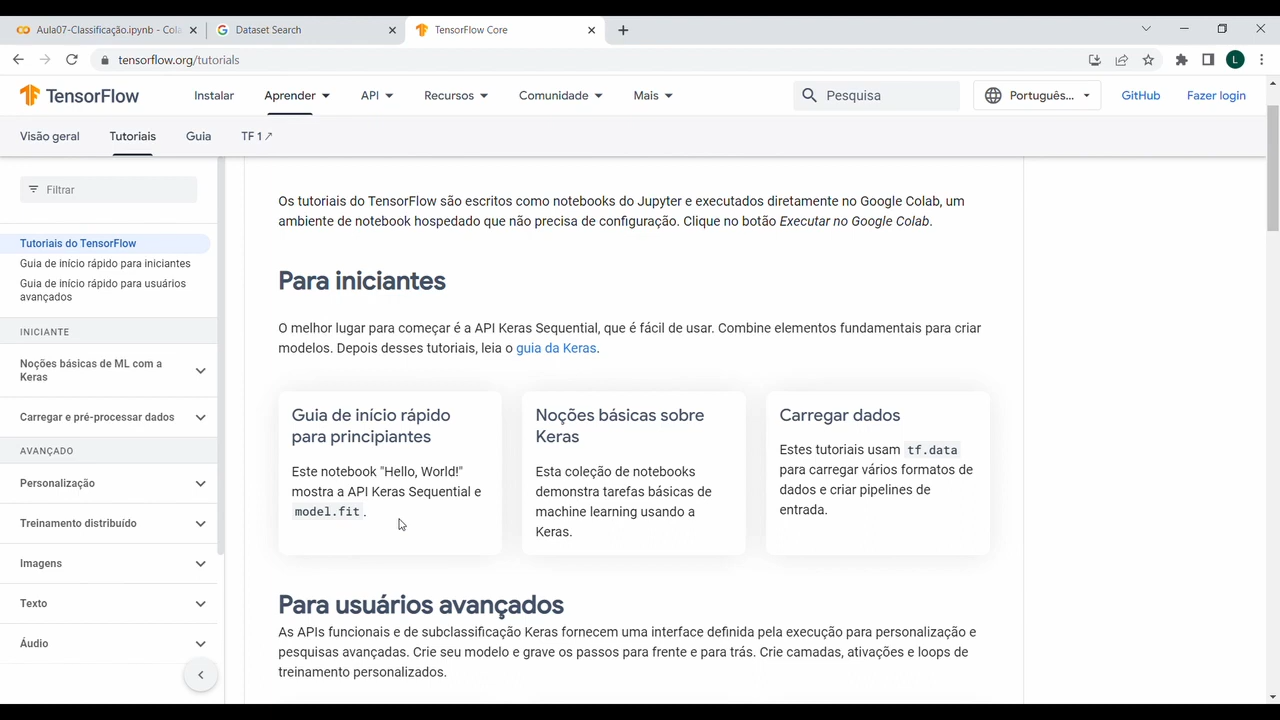 Aula07-Classificação.ipynb - Cola
Dataset Search
TensorFlow Core
tensorflow.org/tutorials
L
TensorFlow
Instalar
Aprender
API
Recursos
Comunidade
Mais
Pesquisa
Português...
GitHub
Fazer login
Visão geral
Tutoriais
Guia
TF 1
Filtrar
Tutoriais do TensorFlow
Guia de início rápido para iniciantes
Guia de início rápido para usuários
avançados
INICIANTE
Noções básicas de ML com a
Keras
Carregar e pré-processar dados
AVANÇADO
Personalização
Treinamento distribuído
Imagens
Texto
Áudio
Os tutoriais do TensorFlow são escritos como notebooks do Jupyter e executados diretamente no Google Colab, um
ambiente de notebook hospedado que não precisa de configuração. Clique no botão Executar no Google Colab.
Para iniciantes
O melhor lugar para começar é a API Keras Sequential, que é fácil de usar. Combine elementos fundamentais para criar
modelos. Depois desses tutoriais, leia o guia da Keras.
Guia de início rápido
para principiantes
Este notebook "Hello, World!"
mostra a API Keras Sequential e
model.fit.
Noções básicas sobre
Keras
Esta coleção de notebooks
demonstra tarefas básicas de
machine learning usando a
Keras.
Carregar dados
Estes tutoriais usam tf.data
para carregar vários formatos de
dados e criar pipelines de
entrada.
Para usuários avançados
As APIs funcionais e de subclassificação Keras fornecem uma interface definida pela execução para personalização e
pesquisas avançadas. Crie seu modelo e grave os passos para frente e para trás. Crie camadas, ativações e loops de
treinamento personalizados.